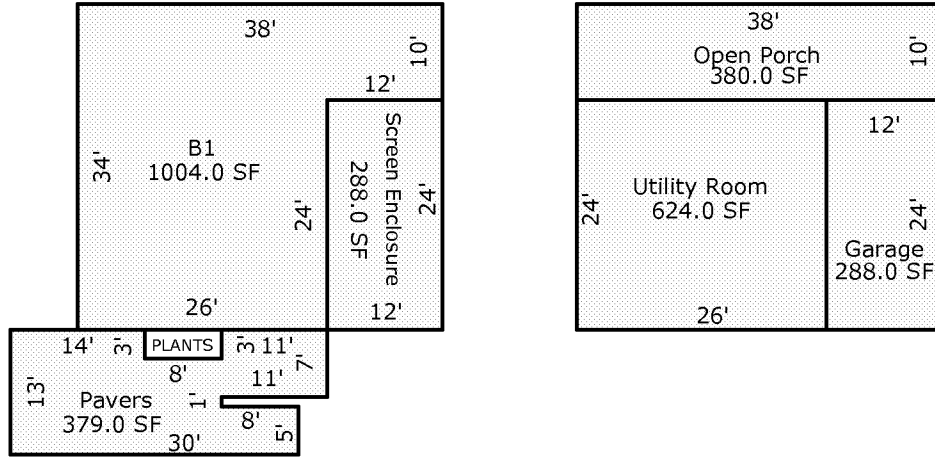 38'
10'
12'
34'
B1
1004.0 SF
24'
Screen Enclosure
288.0 SF
24'
26'
12'
14'
3'
PLANTS
3'
11'
7'
8'
11'
13'
Pavers
379.0 SF
1'
8'
5'
30'
38'
Open Porch
380.0 SF
10'
12'
24'
Utility Room
624.0 SF
24'
Garage
288.0 SF
26'